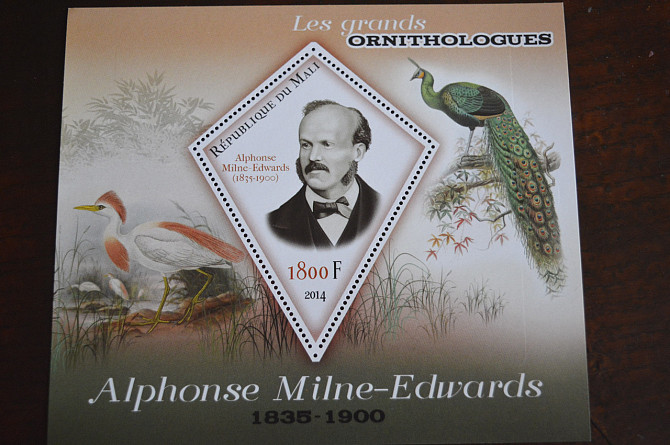 Les grands
ORNITHOLOGUES
RÉPUBLIQUE DU MALI
Alphonse
Milne-Edwards
(1835-1900)
1800 F
2014
Alphonse Milne-Edwards
1835-1900